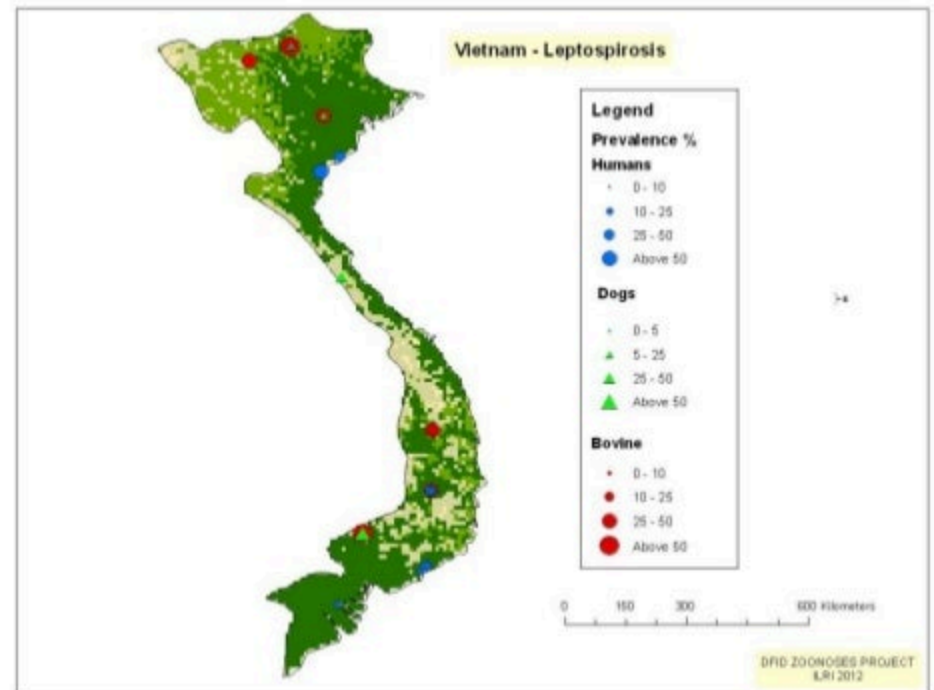 Vietnam - Leptospirosis
Legend
Prevalence %
Humans
0 - 10
10 - 25
25 - 50
Above 50
Dogs
0 - 5
5 - 25
25 - 50
Above 50
Bovine
0 - 10
10 - 25
25 - 50
Above 50
0 150 300 600 Kilometers
DFID ZOONOSES PROJECT
ILRI 2012